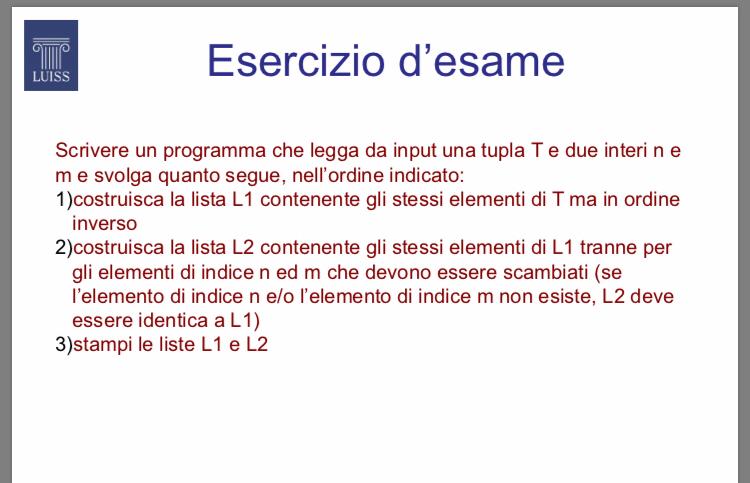 LUISS
Esercizio d'esame
Scrivere un programma che legga da input una tupla T e due interi n e
m e svolga quanto segue, nell'ordine indicato:
1)costruisca la lista L1 contenente gli stessi elementi di T ma in ordine
inverso
2)costruisca la lista L2 contenente gli stessi elementi di L1 tranne per
gli elementi di indice n ed m che devono essere scambiati (se
l'elemento di indice n e/o l'elemento di indice m non esiste, L2 deve
essere identica a L1)
3)stampi le liste L1 e L2